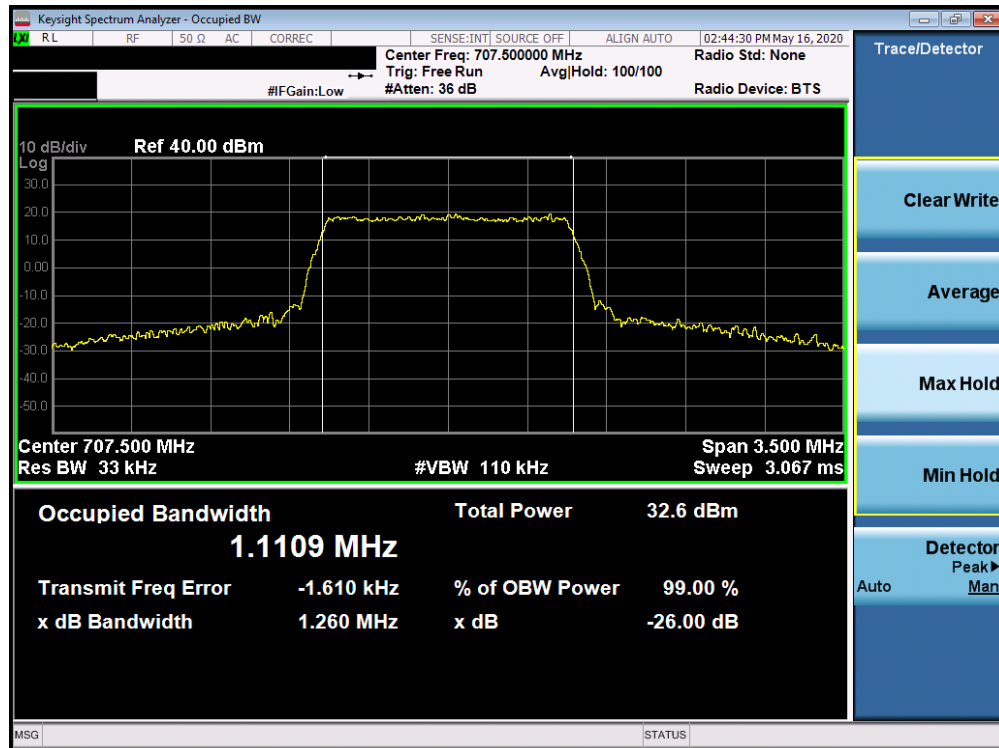 Keysight Spectrum Analyzer - Occupied BW
LXI RL RF 50 Ω AC CORREC SENSE:INT SOURCE OFF ALIGN AUTO 02:44:30 PM May 16, 2020
Center Freq: 707.500000 MHz Radio Std: None
Trig: Free Run Avg|Hold: 100/100
#IFGain:Low #Atten: 36 dB Radio Device: BTS
10 dB/div Ref 40.00 dBm
Log
30.0
20.0
10.0
0.00
-10.0
-20.0
-30.0
-40.0
-50.0
Center 707.500 MHz Span 3.500 MHz
Res BW 33 kHz #VBW 110 kHz Sweep 3.067 ms
Occupied Bandwidth Total Power 32.6 dBm
1.1109 MHz
Transmit Freq Error -1.610 kHz % of OBW Power 99.00 %
x dB Bandwidth 1.260 MHz x dB -26.00 dB
MSG STATUS
Trace/Detector
Clear Write
Average
Max Hold
Min Hold
Detector
Peak▶
Auto Man